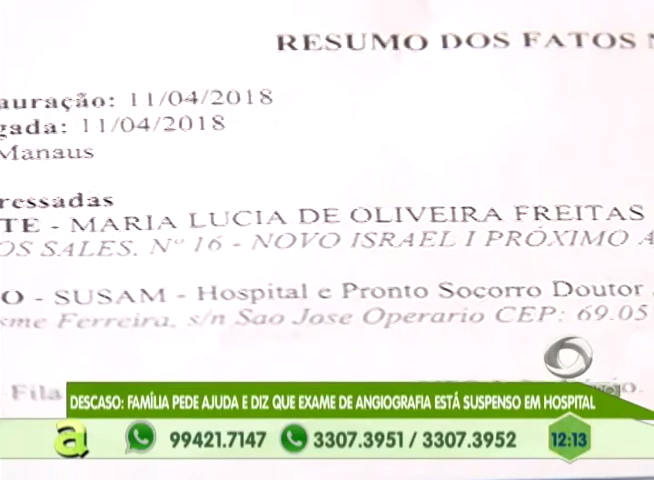 RESUMO DOS FATOS
auração: 11/04/2018
gada: 11/04/2018
Manaus
ressadas
TE - MARIA LUCIA DE OLIVEIRA FREITAS
OS SALES, Nº 16 - NOVO ISRAEL I PRÓXIMO A
O - SUSAM - Hospital e Pronto Socorro Doutor
sme Ferreira, s/n Sao Jose Operario CEP: 69.05
Fila
DESCASO: FAMÍLIA PEDE AJUDA E DIZ QUE EXAME DE ANGIOGRAFIA ESTÁ SUSPENSO EM HOSPITAL
a 99421.7147 3307.3951 / 3307.3952 12:13